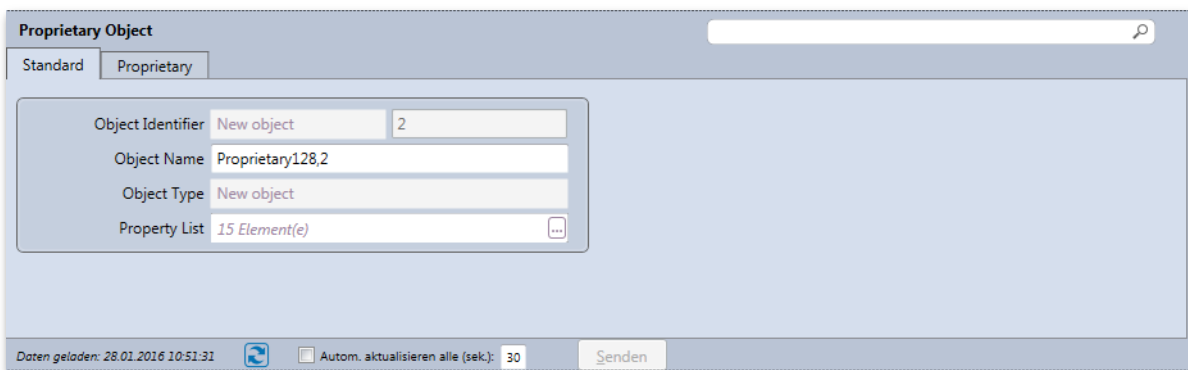 Proprietary Object
Standard Proprietary
Object Identifier New object 2
Object Name Proprietary128,2
Object Type New object
Property List 15 Element(e) ...
Daten geladen: 28.01.2016 10:51:31 Autom. aktualisieren alle (sek.): 30 Senden